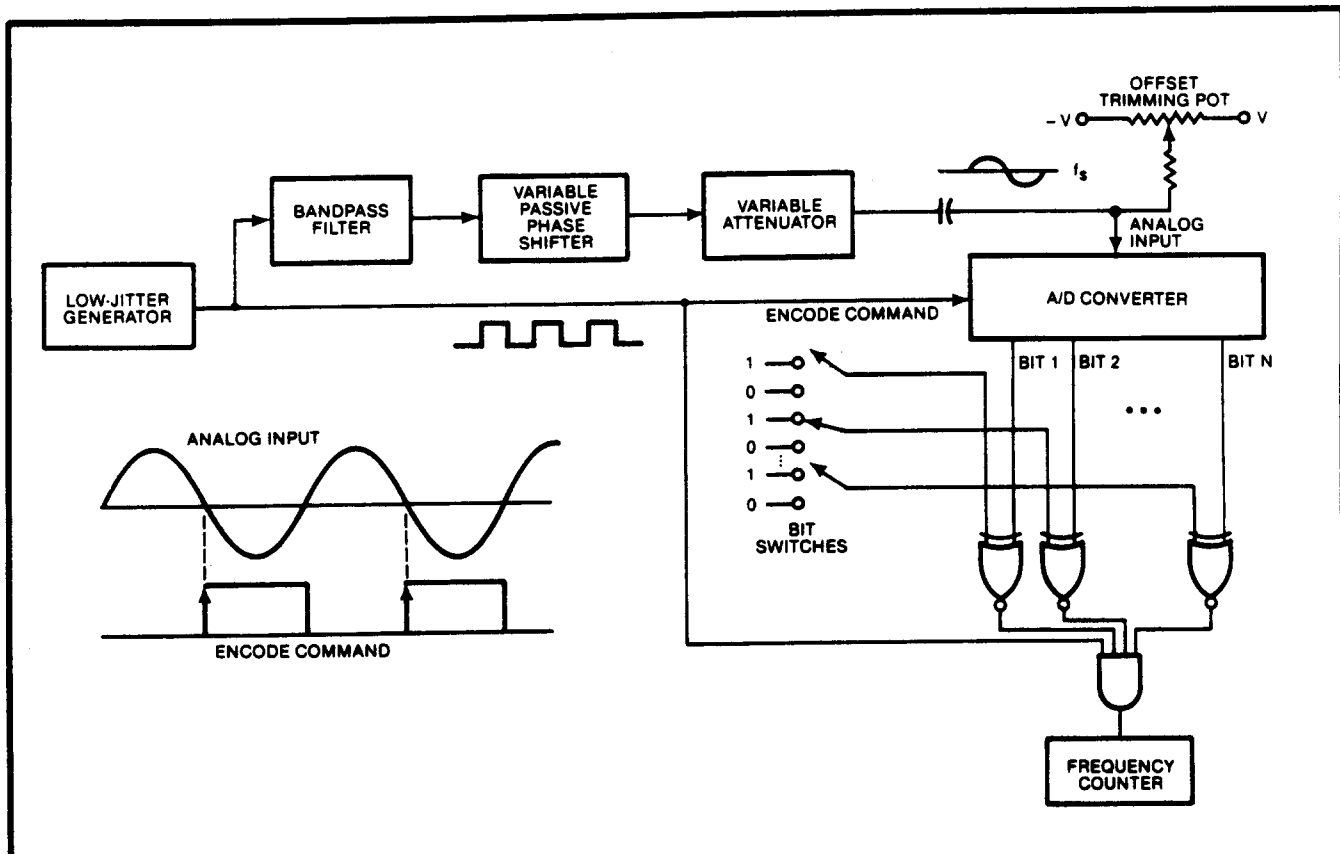 OFFSET
TRIMMING POT
– V
V
f_s
BANDPASS
FILTER
VARIABLE
PASSIVE
PHASE
SHIFTER
VARIABLE
ATTENUATOR
ANALOG
INPUT
LOW-JITTER
GENERATOR
ENCODE COMMAND
A/D CONVERTER
BIT 1
BIT 2
• • •
BIT N
1
0
1
0
1
0
BIT
SWITCHES
ANALOG INPUT
ENCODE COMMAND
FREQUENCY
COUNTER